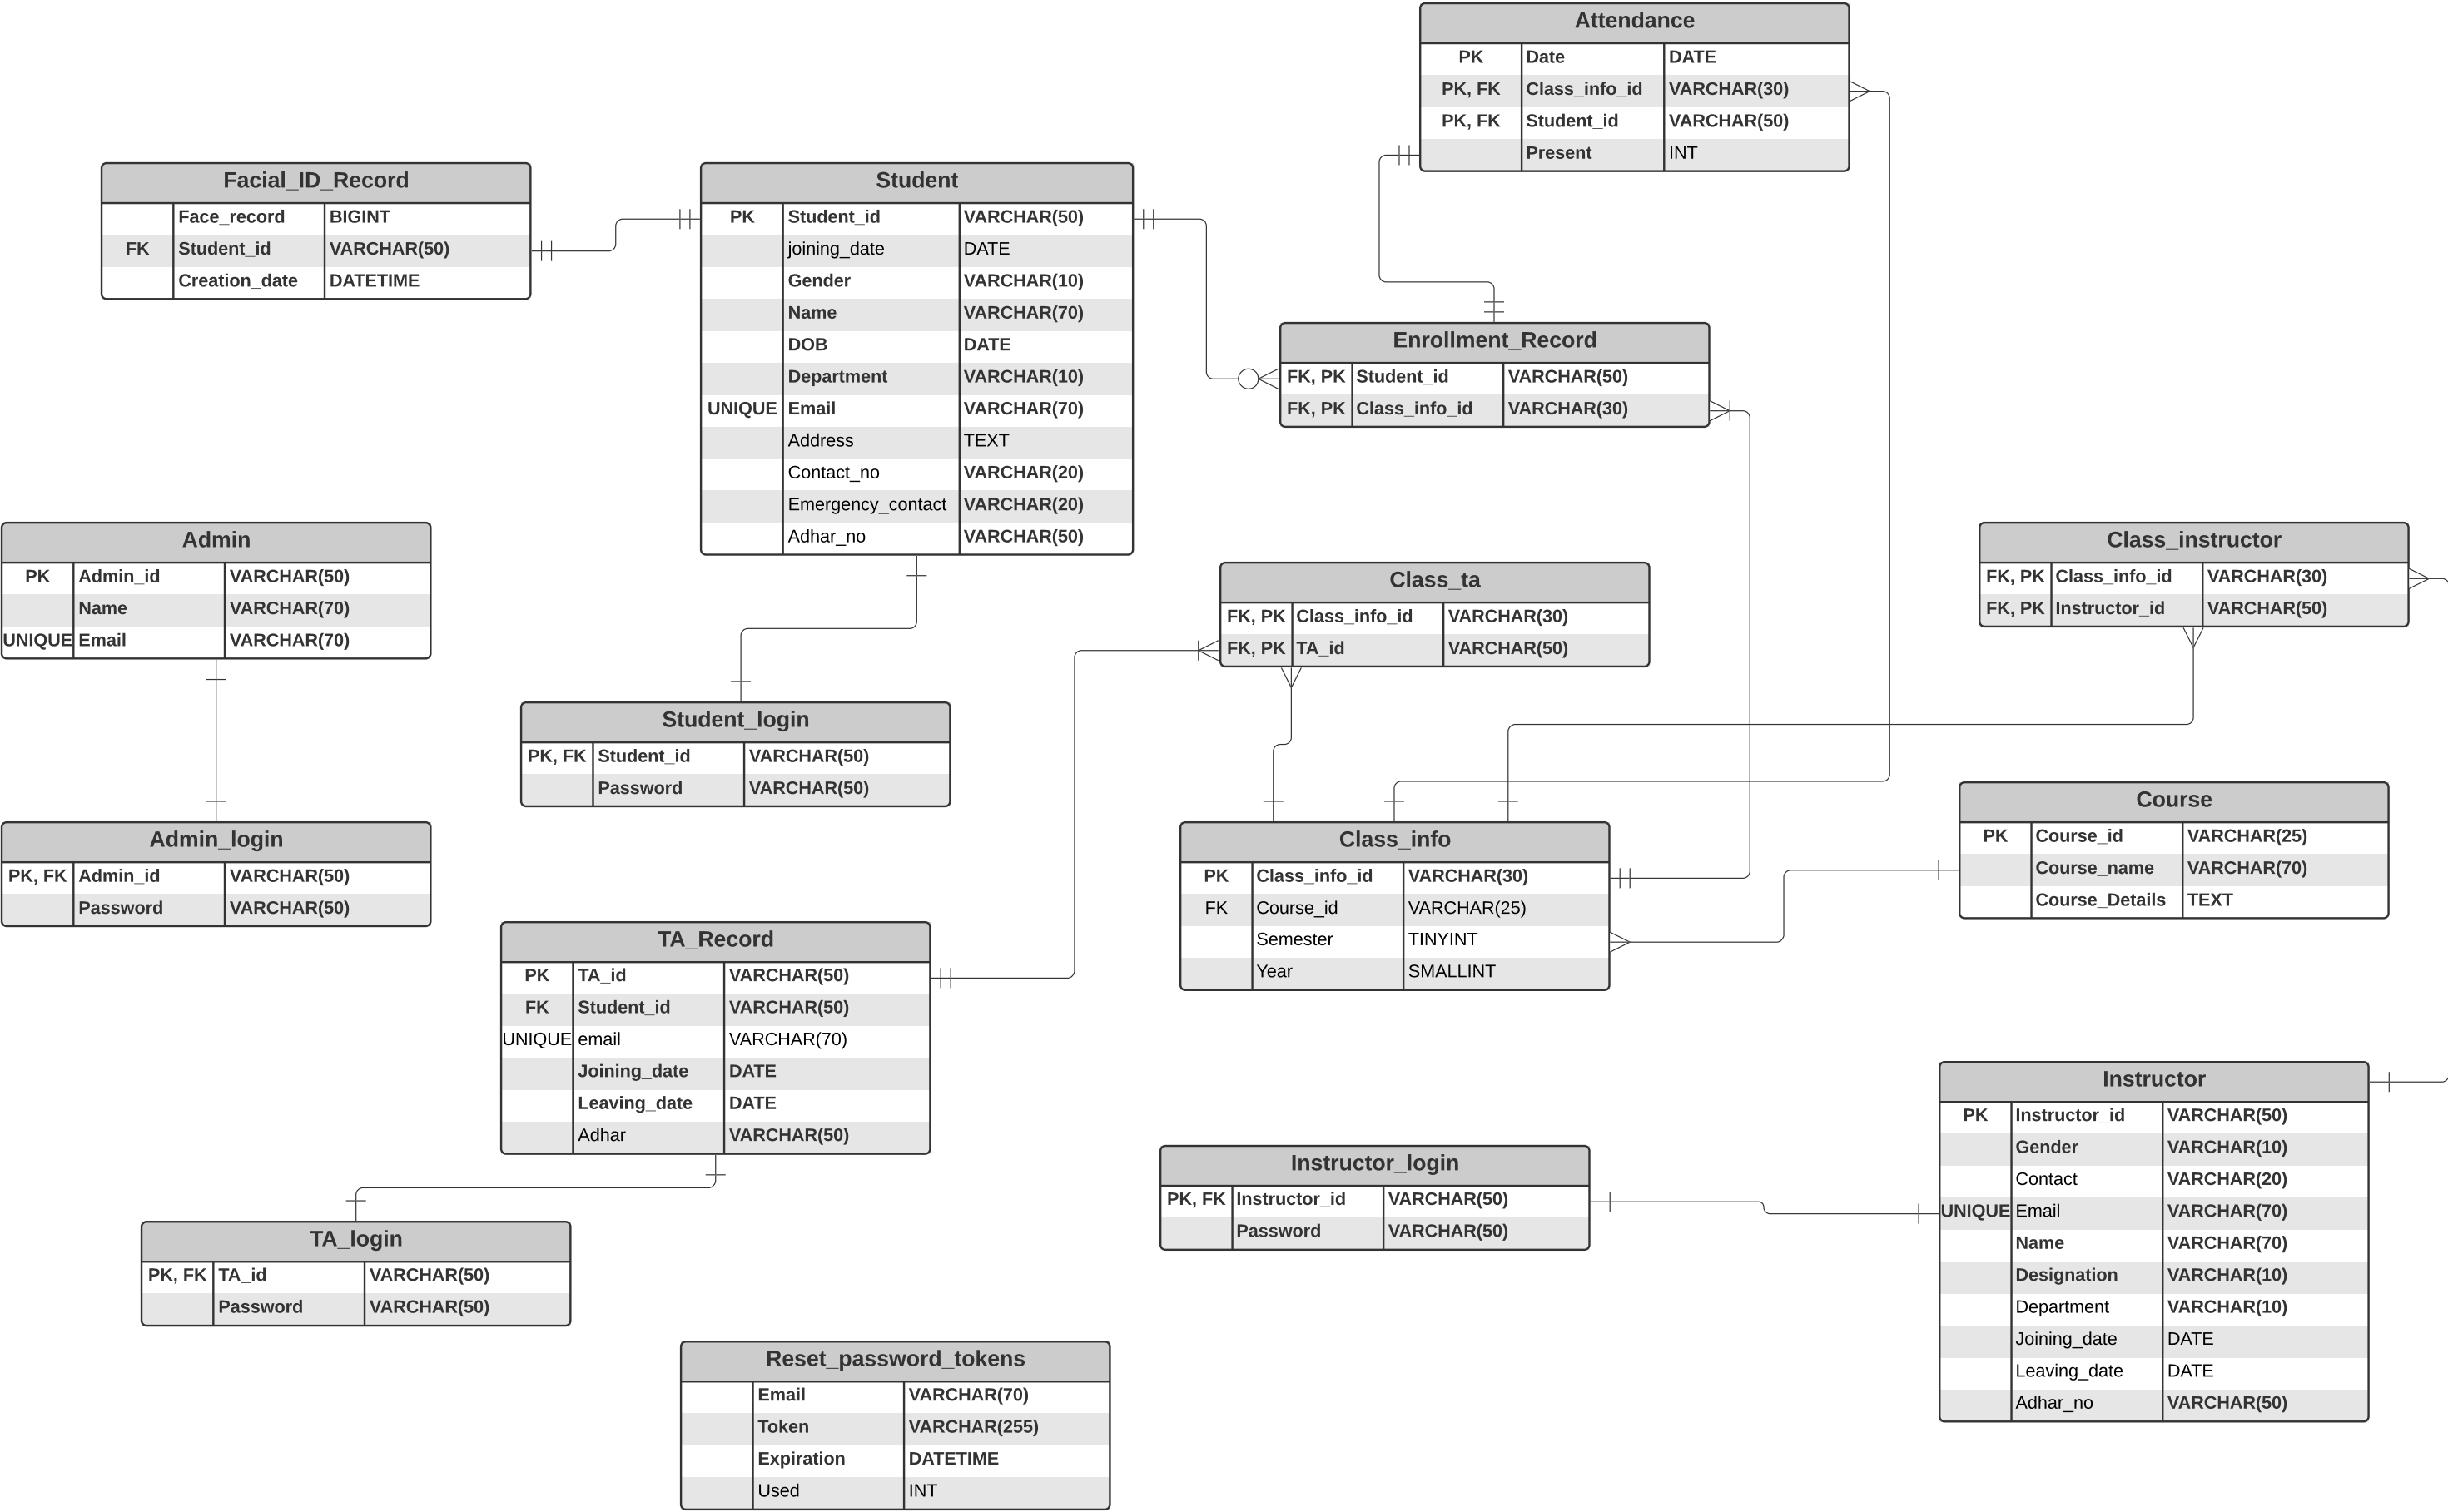 Attendance
PK Date DATE
PK, FK Class_info_id VARCHAR(30)
PK, FK Student_id VARCHAR(50)
Present INT
Facial_ID_Record
Face_record BIGINT
FK Student_id VARCHAR(50)
Creation_date DATETIME
Student
PK Student_id VARCHAR(50)
joining_date DATE
Gender VARCHAR(10)
Name VARCHAR(70)
DOB DATE
Department VARCHAR(10)
UNIQUE Email VARCHAR(70)
Address TEXT
Contact_no VARCHAR(20)
Emergency_contact VARCHAR(20)
Adhar_no VARCHAR(50)
Enrollment_Record
FK, PK Student_id VARCHAR(50)
FK, PK Class_info_id VARCHAR(30)
Admin
PK Admin_id VARCHAR(50)
Name VARCHAR(70)
UNIQUE Email VARCHAR(70)
Class_ta
FK, PK Class_info_id VARCHAR(30)
FK, PK TA_id VARCHAR(50)
Class_instructor
FK, PK Class_info_id VARCHAR(30)
FK, PK Instructor_id VARCHAR(50)
Student_login
PK, FK Student_id VARCHAR(50)
Password VARCHAR(50)
Admin_login
PK, FK Admin_id VARCHAR(50)
Password VARCHAR(50)
Class_info
PK Class_info_id VARCHAR(30)
FK Course_id VARCHAR(25)
Semester TINYINT
Year SMALLINT
Course
PK Course_id VARCHAR(25)
Course_name VARCHAR(70)
Course_Details TEXT
TA_Record
PK TA_id VARCHAR(50)
FK Student_id VARCHAR(50)
UNIQUE email VARCHAR(70)
Joining_date DATE
Leaving_date DATE
Adhar VARCHAR(50)
Instructor
PK Instructor_id VARCHAR(50)
Gender VARCHAR(10)
Contact VARCHAR(20)
UNIQUE Email VARCHAR(70)
Name VARCHAR(70)
Designation VARCHAR(10)
Department VARCHAR(10)
Joining_date DATE
Leaving_date DATE
Adhar_no VARCHAR(50)
Instructor_login
PK, FK Instructor_id VARCHAR(50)
Password VARCHAR(50)
TA_login
PK, FK TA_id VARCHAR(50)
Password VARCHAR(50)
Reset_password_tokens
Email VARCHAR(70)
Token VARCHAR(255)
Expiration DATETIME
Used INT